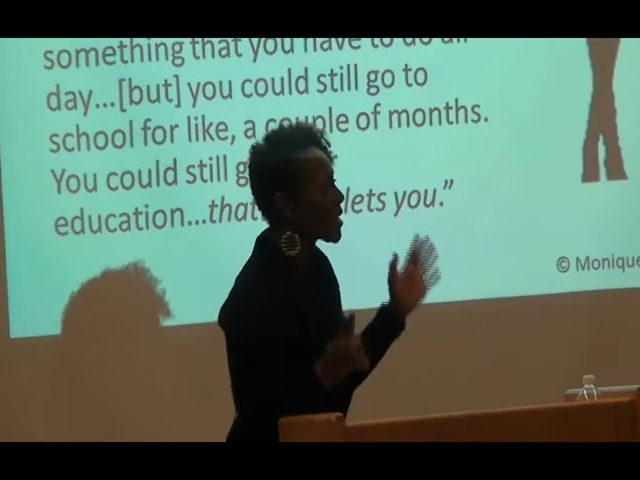 something that you have to do all
day...[but] you could still go to
school for like, a couple of months.
You could still g
education...that lets you.”
© Monique